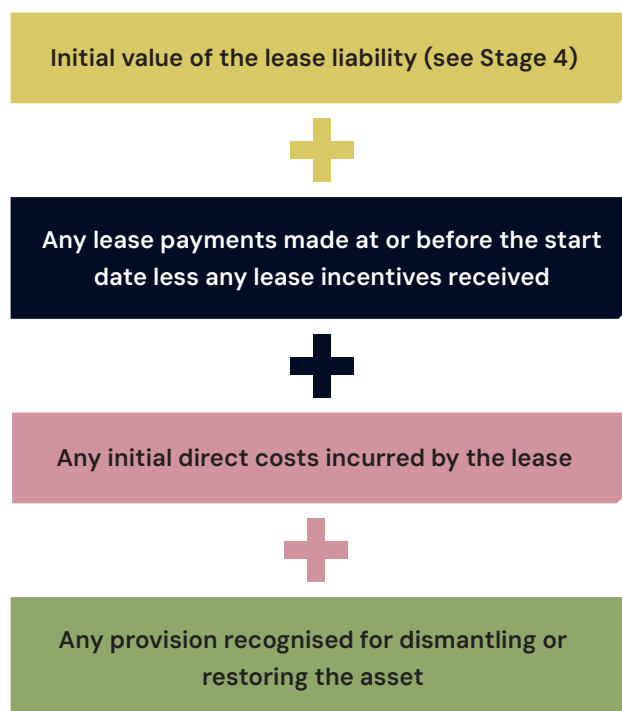 Initial value of the lease liability (see Stage 4)
Any lease payments made at or before the start
date less any lease incentives received
Any initial direct costs incurred by the lease
Any provision recognised for dismantling or
restoring the asset